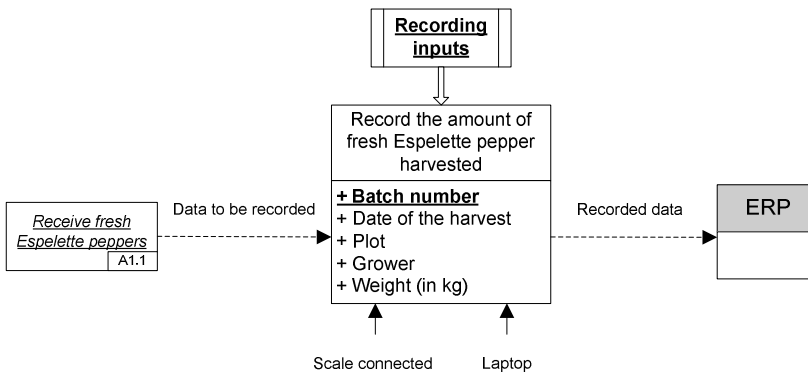 Recording
inputs
Record the amount of
fresh Espelette pepper
harvested
+ Batch number
+ Date of the harvest
+ Plot
+ Grower
+ Weight (in kg)
Receive fresh
Espelette peppers
A1.1
Data to be recorded
Recorded data
ERP
Scale connected
Laptop